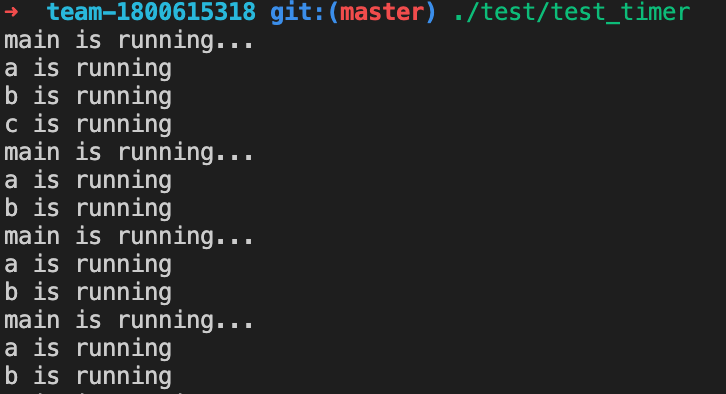 ➜ team-1800615318 git:(master) ./test/test_timer
main is running...
a is running
b is running
c is running
main is running...
a is running
b is running
main is running...
a is running
b is running
main is running...
a is running
b is running